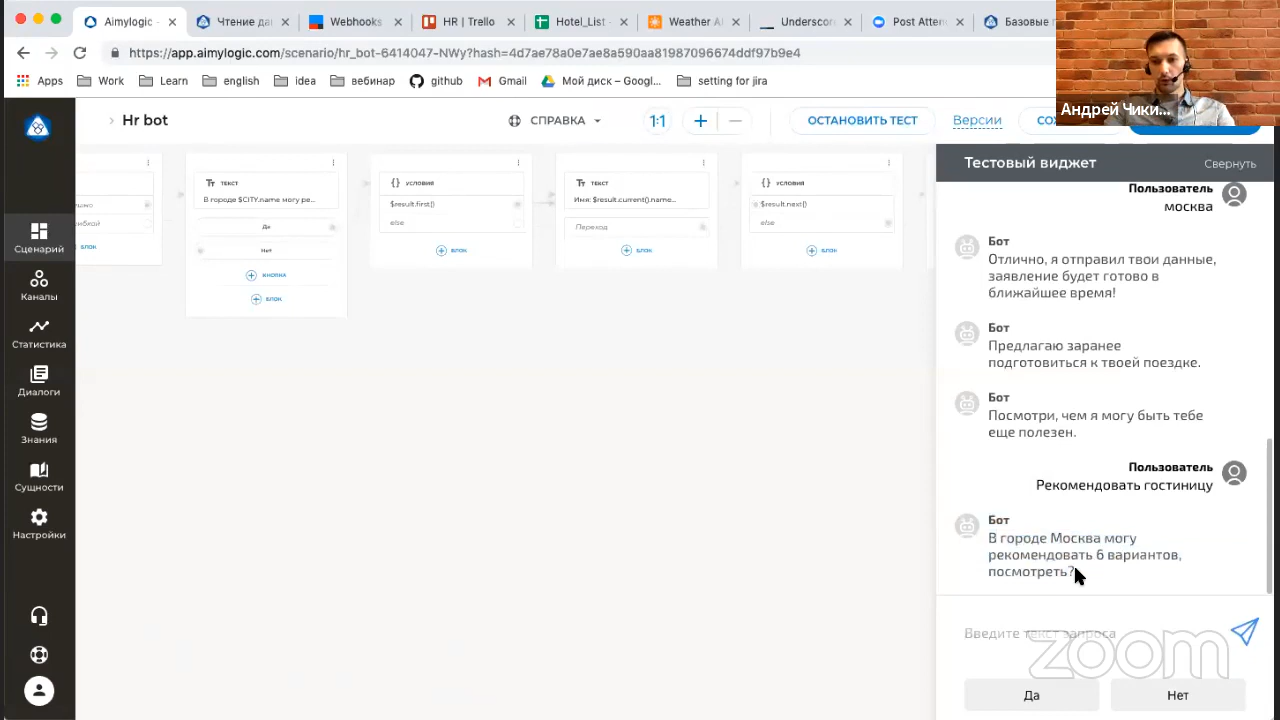 Aimylogic -
Чтение да
Webhooks
HR | Trello
Hotel_List -
Weather A
Underscor
Post Atten
Базовые п
https://app.aimylogic.com/scenario/hr_bot-6414047-NWy?hash=4d7ae78a0e7ae8a590aa81987096674ddf97b9e4
Apps
Work
Learn
english
idea
вебинар
github
Gmail
Мой диск – Googl...
setting for jira
Андрей Чики...
Hr bot
СПРАВКА
1:1
ОСТАНОВИТЬ ТЕСТ
Версии
СОХ
Сценарий
Каналы
Статистика
Диалоги
Знания
Сущности
Настройки
БЛОК
ТЕКСТ
В городе $CITY.name могу ре...
Да
Нет
КНОПКА
БЛОК
УСЛОВИЯ
$result.first()
else
БЛОК
ТЕКСТ
Имя: $result.current().name...
Переход
БЛОК
УСЛОВИЯ
$result.next()
else
БЛОК
Тестовый виджет
Свернуть
Пользователь
москва
Бот
Отлично, я отправил твои данные,
заявление будет готово в
ближайшее время!
Бот
Предлагаю заранее
подготовиться к твоей поездке.
Бот
Посмотри, чем я могу быть тебе
еще полезен.
Пользователь
Рекомендовать гостиницу
Бот
В городе Москва могу
рекомендовать 6 вариантов,
посмотреть?
Введите текст запроса
zoom
Да
Нет